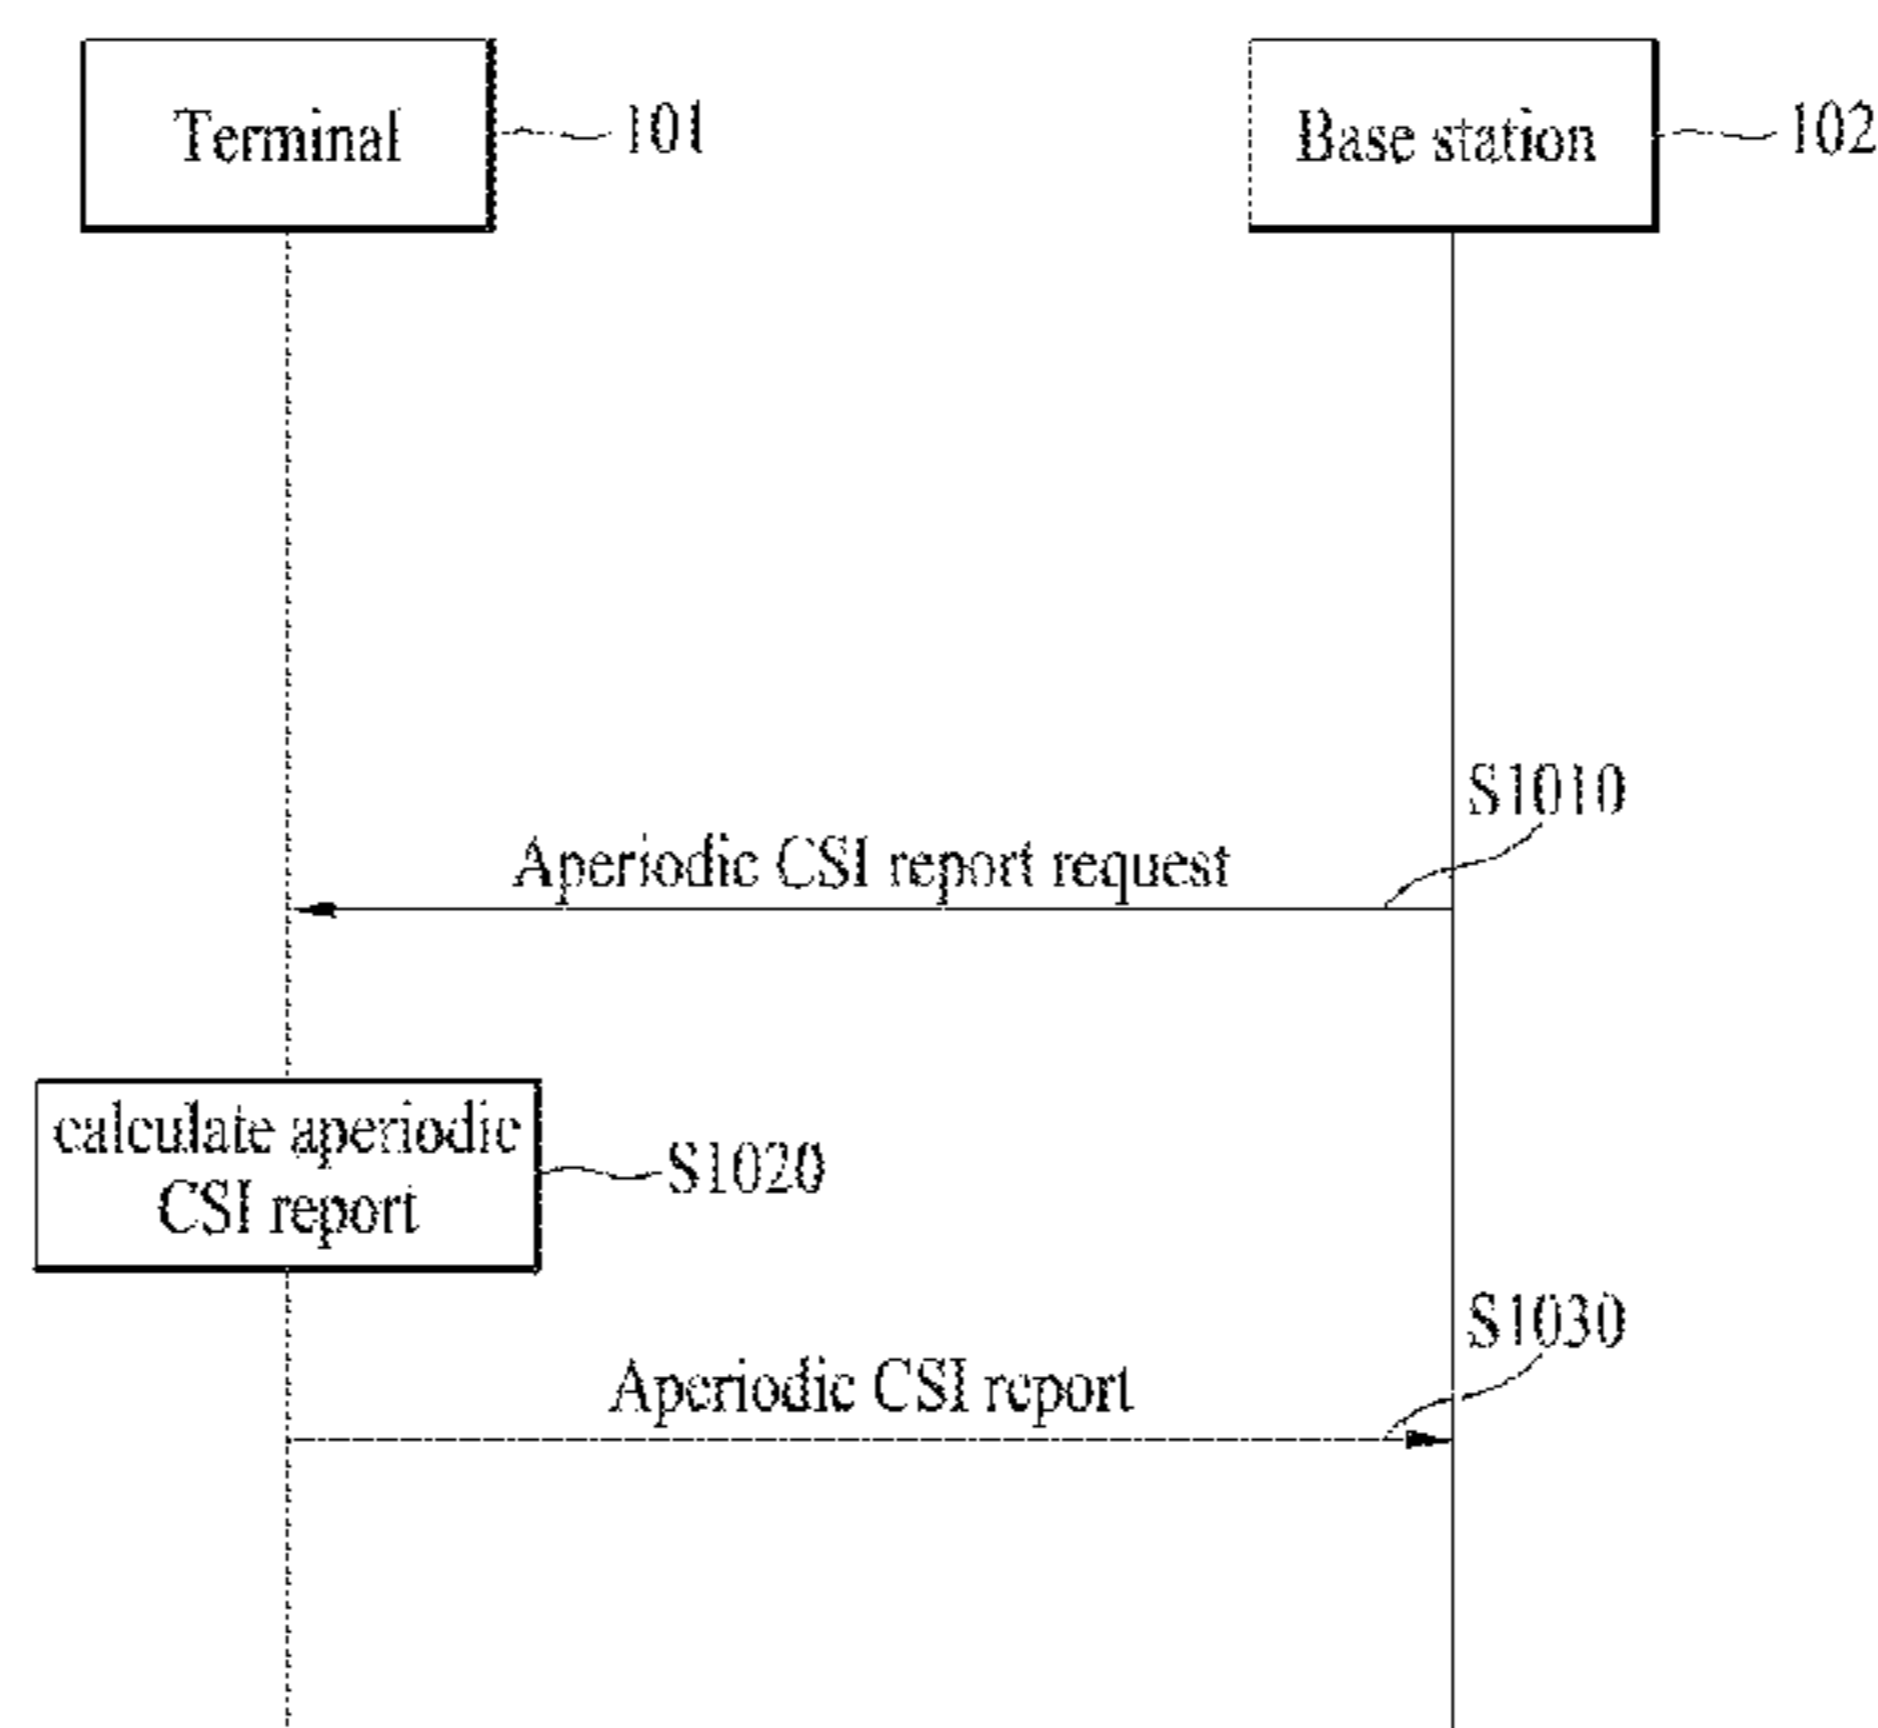 Terminal
101
Base station
102
S1010
Aperiodic CSI report request
calculate aperiodic
CSI report
S1020
S1030
Aperiodic CSI report